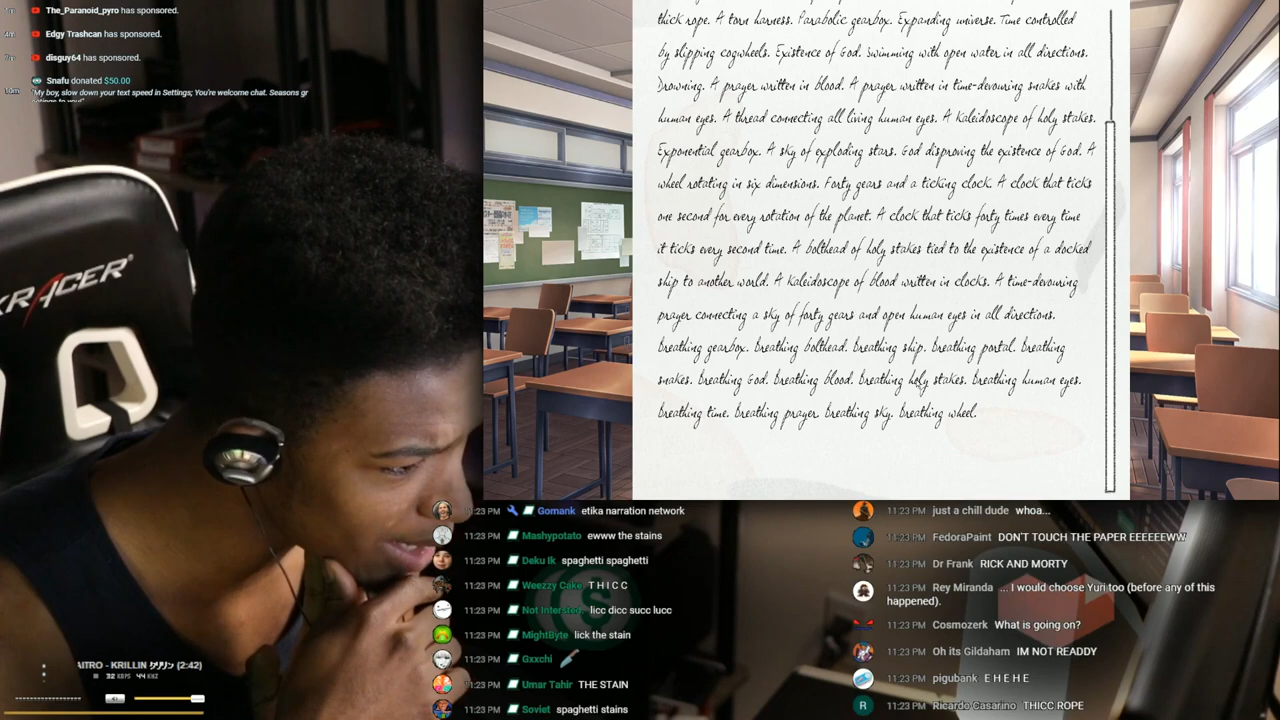 1m The_Paranoid_pyro has sponsored.
4m Edgy Trashcan has sponsored.
7m disguy64 has sponsored.
Snafu donated $50.00
"My boy, slow down your text speed in Settings; You're welcome chat. Seasons gr
XRACER
thick rope. A torn harness. Parabolic gearbox. Expanding universe. Time controlled
by slipping cogwheels. Existence of God. Swimming with open water in all directions.
Drowning. A prayer written in blood. A prayer written in time-devouring snakes with
human eyes. A thread connecting all living human eyes. A kaleidoscope of holy stakes.
Exponential gearbox. A sky of exploding stars. God disproving the existence of God. A
wheel rotating in six dimensions. Forty gears and a ticking clock. A clock that ticks
one second for every rotation of the planet. A clock that ticks forty times every time
it ticks every second time. A bolthead of holy stakes tied to the existence of a docked
ship to another world. A kaleidoscope of blood written in clocks. A time-devouring
prayer connecting a sky of forty gears and open human eyes in all directions.
Breathing gearbox. Breathing bolthead. Breathing ship. Breathing portal. Breathing
snakes. Breathing God. Breathing blood. Breathing holy stakes. Breathing human eyes.
Breathing time. Breathing prayer. Breathing sky. Breathing wheel.
11:23 PM Gomank etika narration network
11:23 PM Mashypotato ewww the stains
11:23 PM Deku Ik spaghetti spaghetti
11:23 PM Weezzy Cake T H I C C
11:23 PM Not Intersted. licc dicc succ lucc
11:23 PM MightByte lick the stain
11:23 PM Gxxchi
11:23 PM Umar Tahir THE STAIN
11:23 PM Soviet spaghetti stains
11:23 PM just a chill dude whoa...
11:23 PM FedoraPaint DON'T TOUCH THE PAPER EEEEEEWW
11:23 PM Dr Frank RICK AND MORTY
11:23 PM Rey Miranda ... I would choose Yuri too (before any of this
happened).
11:23 PM Cosmozerk What is going on?
11:23 PM Oh its Gildaham IM NOT READDY
11:23 PM pigubank E H E H E
R 11:23 PM Ricardo Casarino THICC ROPE
AITRO - KRILLIN クリリン (2:42)
32 KBPS 44 KHZ